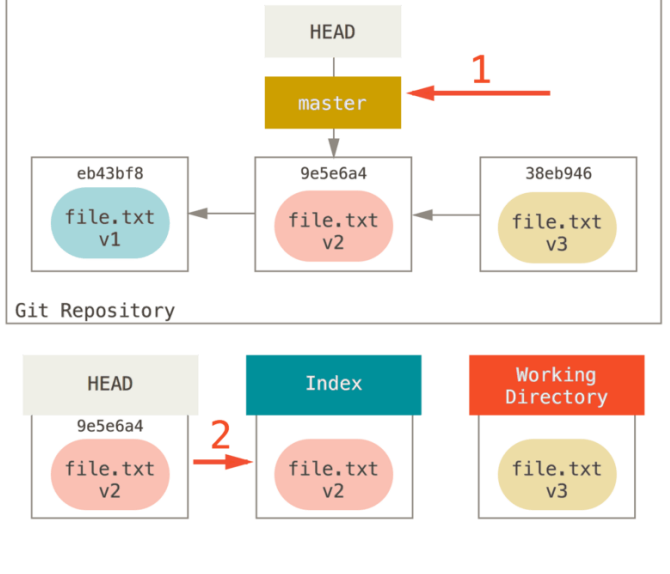 HEAD
1
master
eb43bf8
9e5e6a4
38eb946
file.txt
v1
file.txt
v2
file.txt
v3
Git Repository
HEAD
Index
Working
Directory
9e5e6a4
2
file.txt
v2
file.txt
v2
file.txt
v3